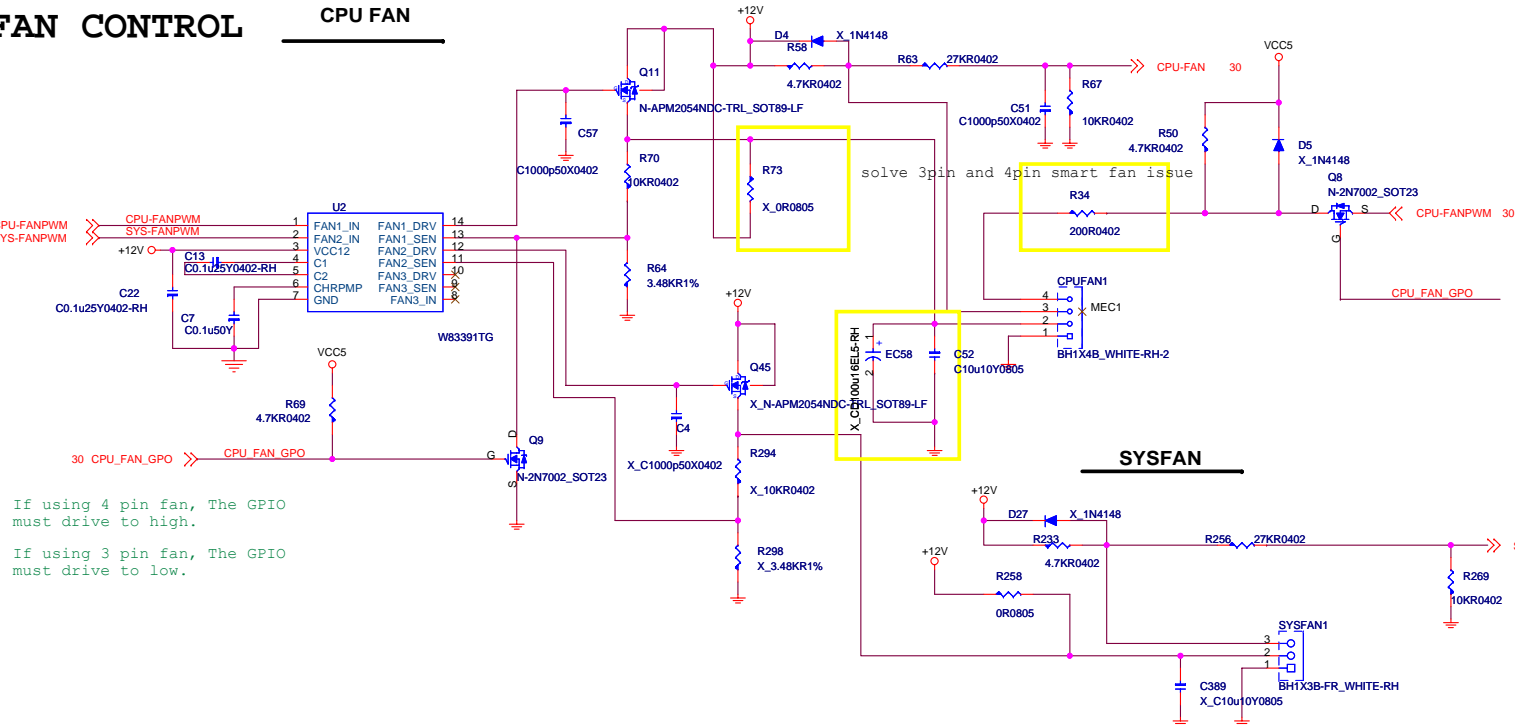 FAN CONTROL
CPU FAN
+12V
D4
X_1N4148
R58
4.7KR0402
R63
27KR0402
CPU-FAN 30
VCC5
Q11
N-APM2054NDC-TRL_SOT89-LF
C57
C1000p50X0402
C51
C1000p50X0402
R67
10KR0402
R50
4.7KR0402
D5
X_1N4148
R70
10KR0402
R73
X_0R0805
solve 3pin and 4pin smart fan issue
R34
200R0402
Q8
N-2N7002_SOT23
D
S
G
CPU-FANPWM 30
CPU-FANPWM
SYS-FANPWM
CPU-FANPWM
SYS-FANPWM
+12V
U2
1 FAN1_IN FAN1_DRV 14
2 FAN2_IN FAN1_SEN 13
3 VCC12 FAN2_DRV 12
4 C1 FAN2_SEN 11
5 C2 FAN3_DRV 10
6 CHRPMP FAN3_SEN 9
7 GND FAN3_IN 8
W83391TG
C13
C0.1u25Y0402-RH
C22
C0.1u25Y0402-RH
C7
C0.1u50Y
R64
3.48KR1%
CPUFAN1
4
3
2
1
MEC1
BH1X4B_WHITE-RH-2
CPU_FAN_GPO
+12V
Q45
X_N-APM2054NDC-TRL_SOT89-LF
X_CD100u16EL5-RH
1
+
EC58
2
C52
C10u10Y0805
VCC5
R69
4.7KR0402
C4
X_C1000p50X0402
30 CPU_FAN_GPO
CPU_FAN_GPO
D
G
S
Q9
N-2N7002_SOT23
R294
X_10KR0402
R298
X_3.48KR1%
If using 4 pin fan, The GPIO
must drive to high.
If using 3 pin fan, The GPIO
must drive to low.
SYSFAN
+12V
D27
X_1N4148
R233
4.7KR0402
R256
27KR0402
+12V
R258
0R0805
R269
10KR0402
SYSFAN1
3
2
1
BH1X3B-FR_WHITE-RH
C389
X_C10u10Y0805